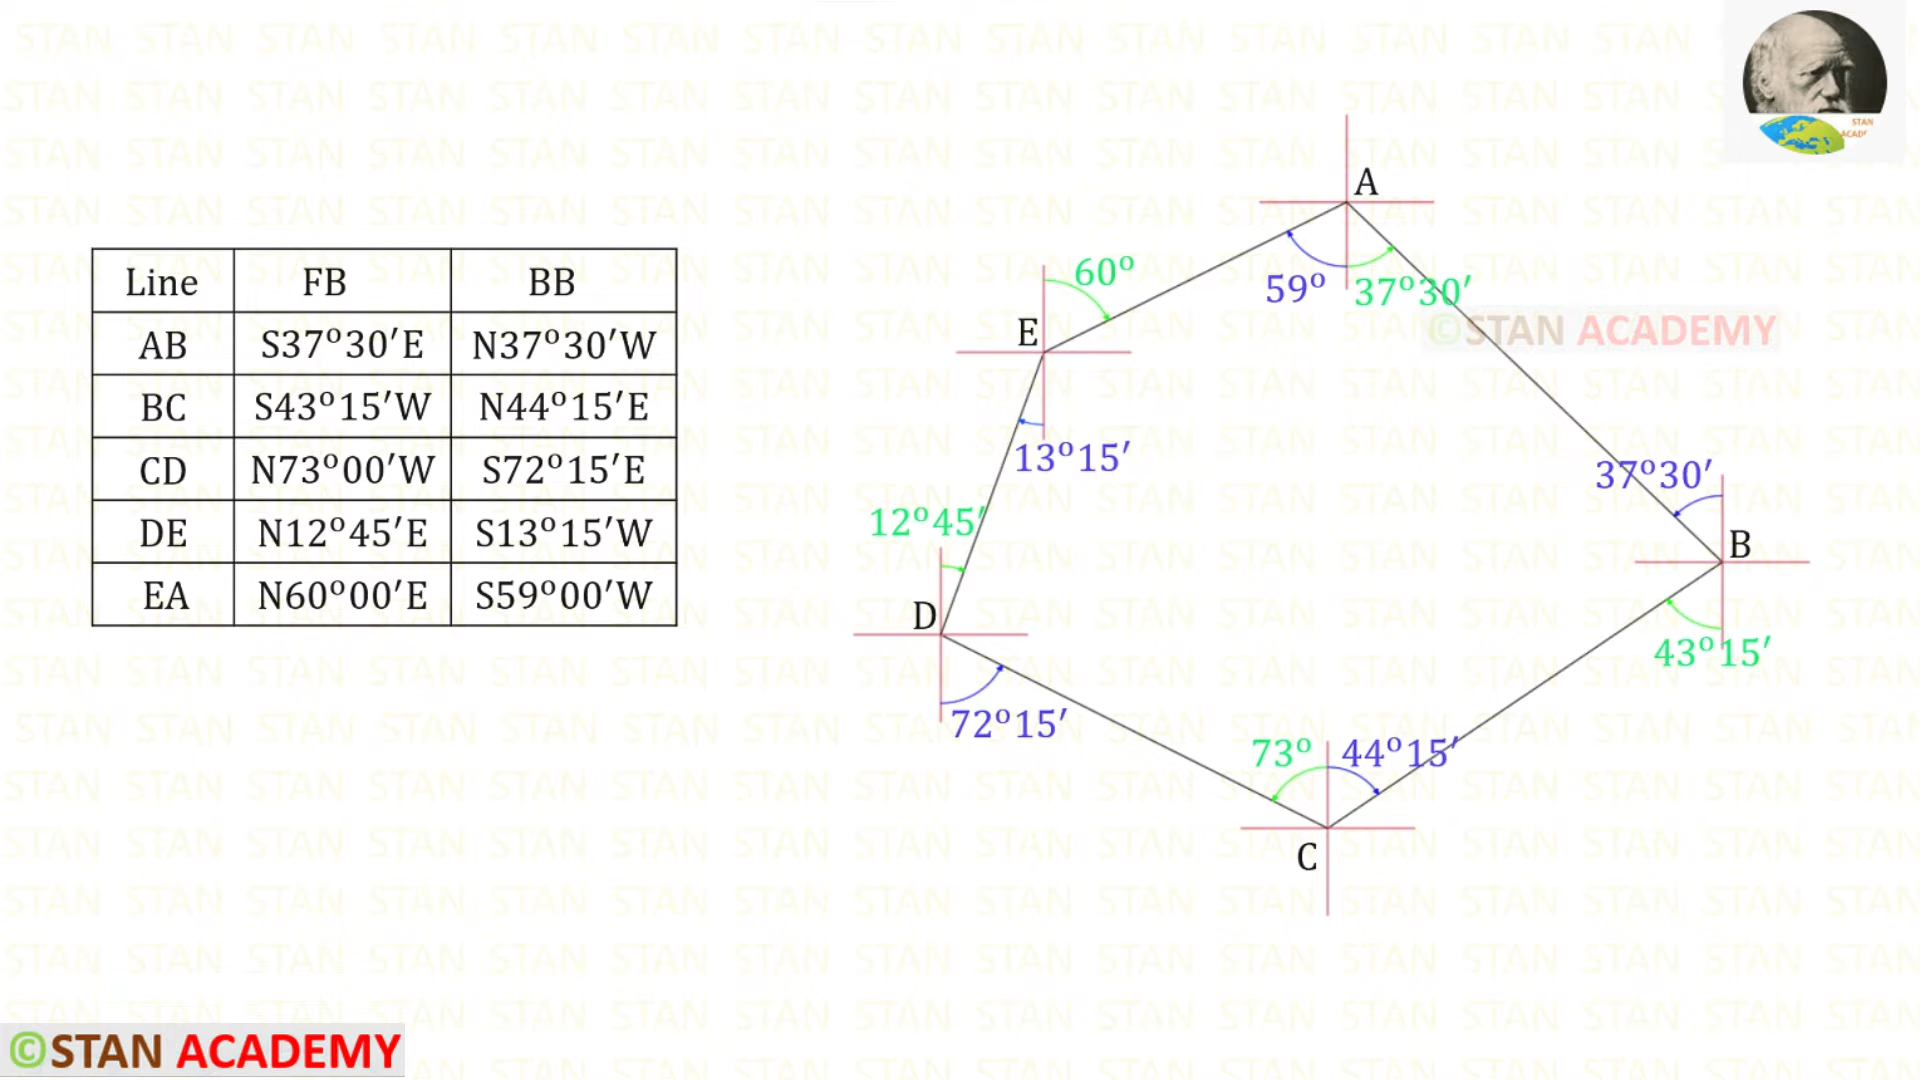 Line FB BB
AB S37°30′E N37°30′W
BC S43°15′W N44°15′E
CD N73°00′W S72°15′E
DE N12°45′E S13°15′W
EA N60°00′E S59°00′W
A
60°
59° 37°30′
E
©STAN ACADEMY
13°15′
37°30′
12°45′
B
D
43°15′
72°15′
73° 44°15′
C
STAN
©STAN ACADEMY